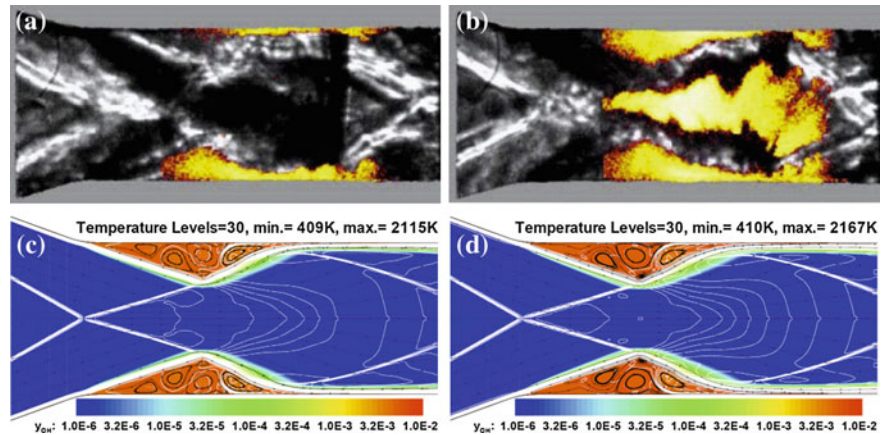 (a)
(b)
Temperature Levels=30, min.= 409K, max.= 2115K
(c)
Temperature Levels=30, min.= 410K, max.= 2167K
(d)
y_OH: 1.0E-6 3.2E-6 1.0E-5 3.2E-5 1.0E-4 3.2E-4 1.0E-3 3.2E-3 1.0E-2
y_OH: 1.0E-6 3.2E-6 1.0E-5 3.2E-5 1.0E-4 3.2E-4 1.0E-3 3.2E-3 1.0E-2